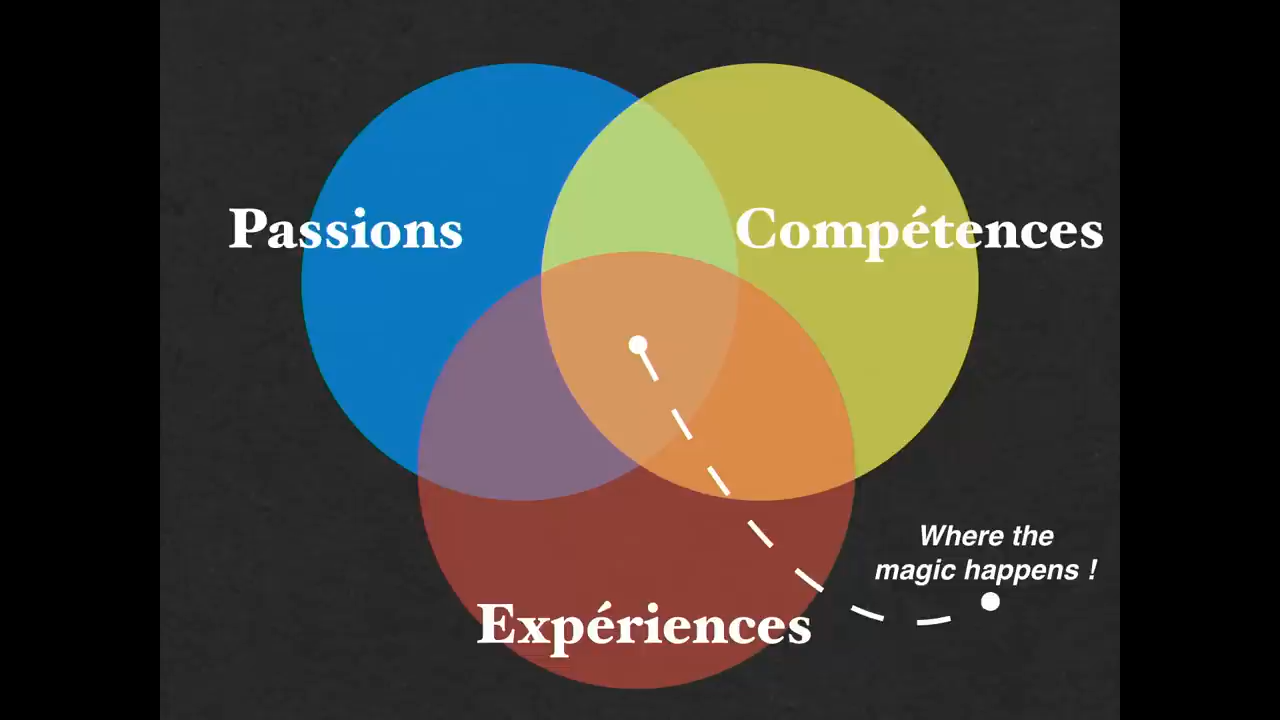 Passions
Compétences
Where the
magic happens !
Expériences